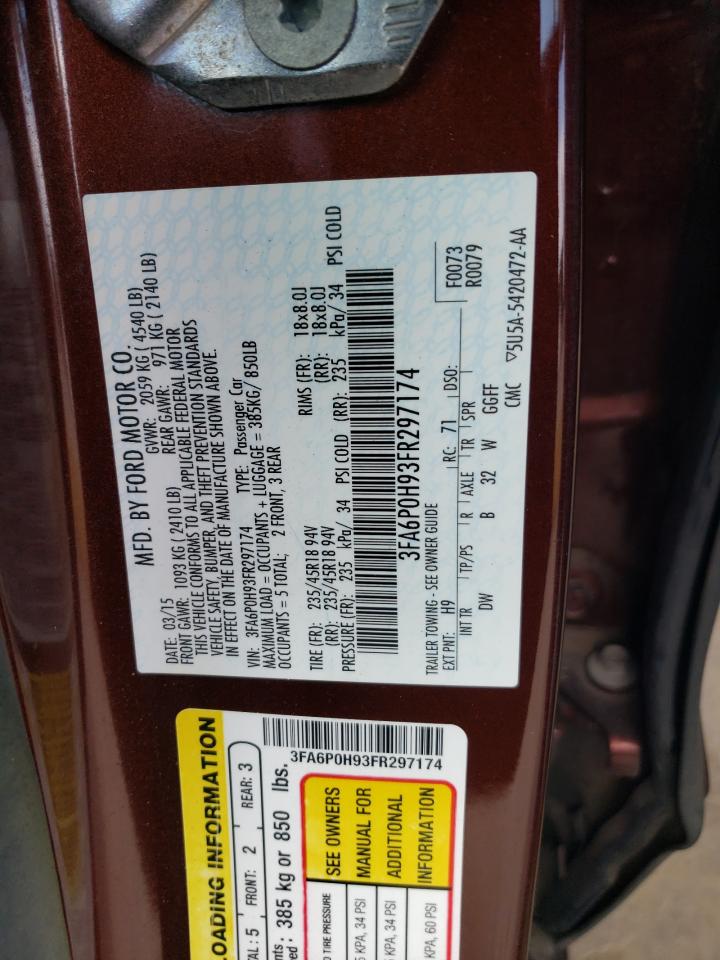 MFD. BY FORD MOTOR CO.
DATE: 03/15 GVWR: 2059 KG ( 4540 LB)
FRONT GAWR: 1093 KG ( 2410 LB) REAR GAWR: 971 KG ( 2140 LB)
THIS VEHICLE CONFORMS TO ALL APPLICABLE FEDERAL MOTOR
VEHICLE SAFETY, BUMPER, AND THEFT PREVENTION STANDARDS
IN EFFECT ON THE DATE OF MANUFACTURE SHOWN ABOVE.
VIN: 3FA6P0H93FR297174 TYPE: Passenger Car
MAXIMUM LOAD = OCCUPANTS + LUGGAGE = 385KG/ 850LB
OCCUPANTS = 5 TOTAL; 2 FRONT, 3 REAR
TIRE (FR): 235/45R18 94V RIMS (FR): 18x8.0J
(RR): 235/45R18 94V (RR): 18x8.0J
PRESSURE (FR): 235 kPa/ 34 PSI COLD (RR): 235 kPa/ 34 PSI COLD
3FA6P0H93FR297174
TRAILER TOWING - SEE OWNER GUIDE
F0073
R0079
EXT PNT: H9 RC: 71 DSO:
INT TR TP/PS R AXLE TR SPR
DW B 32 W GGFF
CMC ▽5U5A-5420472-AA
LOADING INFORMATION
TAL : 5 FRONT: 2 REAR: 3
nts :
ed : 385 kg or 850 lbs.
3FA6P0H93FR297174
D TIRE PRESSURE
KPA, 34 PSI
KPA, 34 PSI
KPA, 60 PSI
SEE OWNERS
MANUAL FOR
ADDITIONAL
INFORMATION